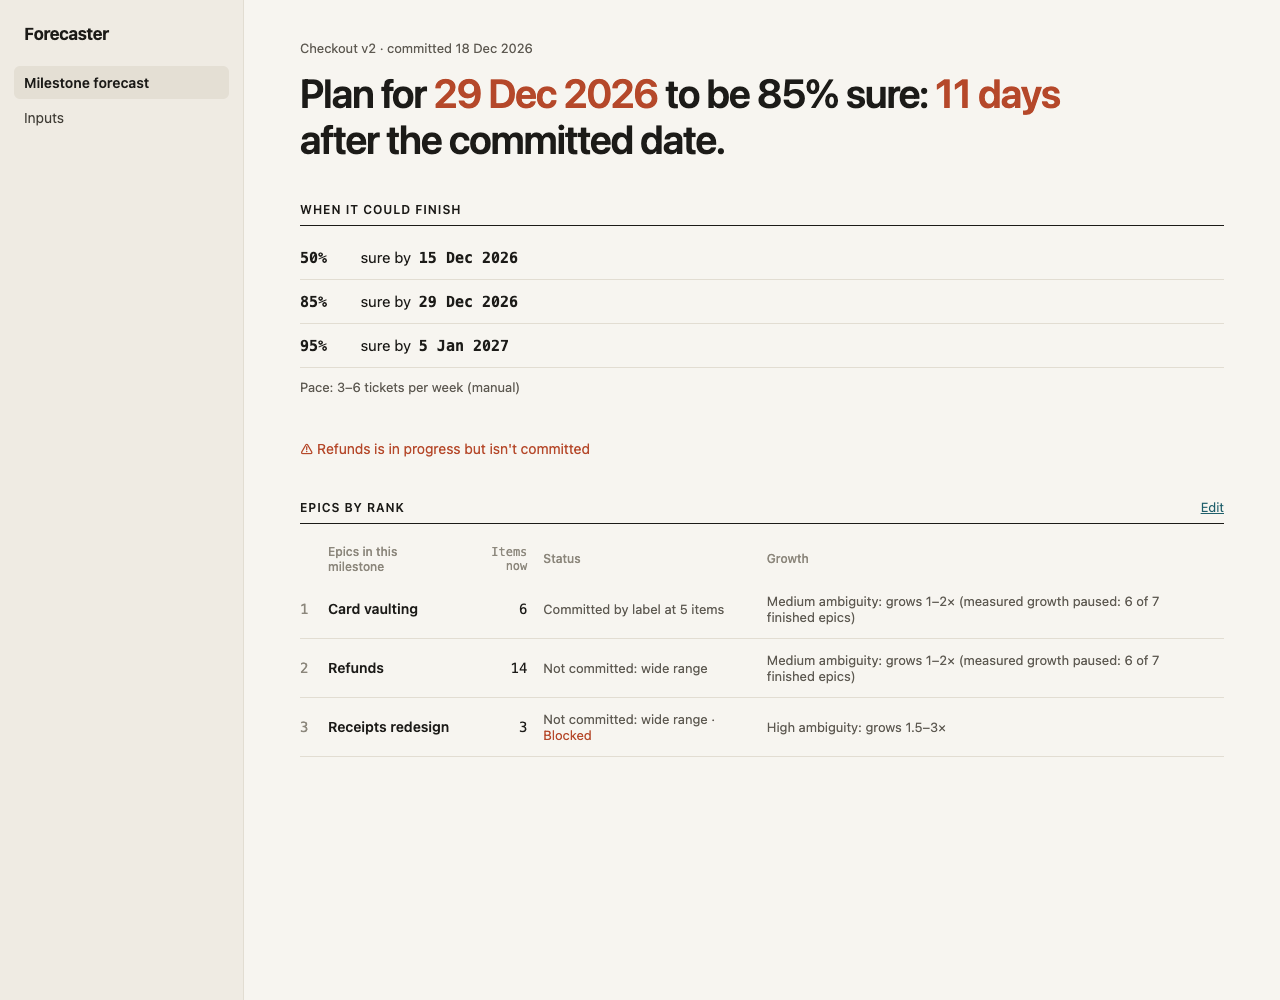 Forecaster
Milestone forecast
Inputs
Checkout v2 · committed 18 Dec 2026
Plan for 29 Dec 2026 to be 85% sure: 11 days
after the committed date.
WHEN IT COULD FINISH
50% sure by 15 Dec 2026
85% sure by 29 Dec 2026
95% sure by 5 Jan 2027
Pace: 3–6 tickets per week (manual)
⚠ Refunds is in progress but isn't committed
EPICS BY RANK Edit
Epics in this
milestone
Items
now
Status
Growth
1 Card vaulting 6 Committed by label at 5 items
Medium ambiguity: grows 1–2× (measured growth paused: 6 of 7
finished epics)
2 Refunds 14 Not committed: wide range
Medium ambiguity: grows 1–2× (measured growth paused: 6 of 7
finished epics)
3 Receipts redesign 3
Not committed: wide range ·
Blocked
High ambiguity: grows 1.5–3×